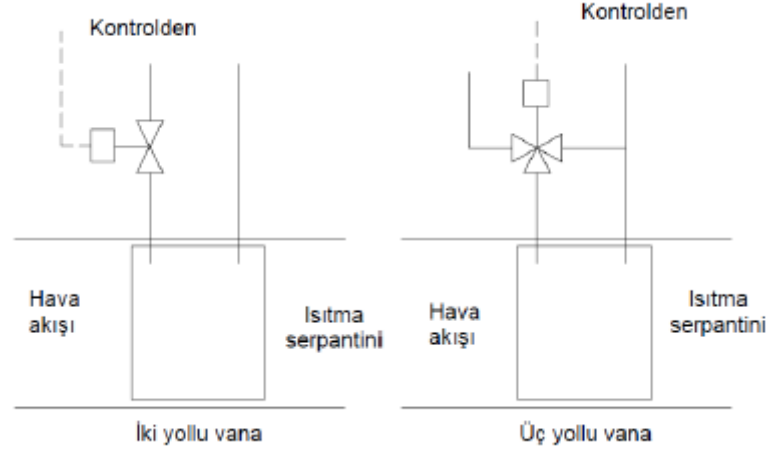 Kontrolden
Hava
akışı
Isıtma
serpantini
İki yollu vana
Kontrolden
Hava
akışı
Isıtma
serpantini
Üç yollu vana